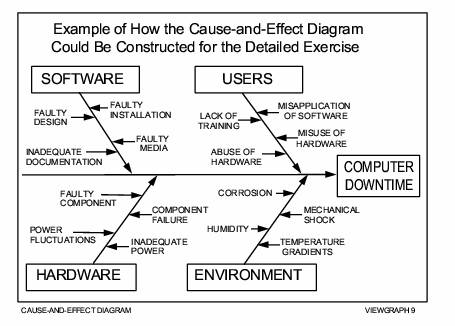 Example of How the Cause-and-Effect Diagram
Could Be Constructed for the Detailed Exercise
SOFTWARE
USERS
FAULTY
INSTALLATION
FAULTY
DESIGN
FAULTY
MEDIA
INADEQUATE
DOCUMENTATION
MISAPPLICATION
OF SOFTWARE
LACK OF
TRAINING
MISUSE OF
HARDWARE
ABUSE OF
HARDWARE
COMPUTER
DOWNTIME
FAULTY
COMPONENT
COMPONENT
FAILURE
POWER
FLUCTUATIONS
INADEQUATE
POWER
CORROSION
MECHANICAL
SHOCK
HUMIDITY
TEMPERATURE
GRADIENTS
HARDWARE
ENVIRONMENT
CAUSE-AND-EFFECT DIAGRAM
VIEWGRAPH 9